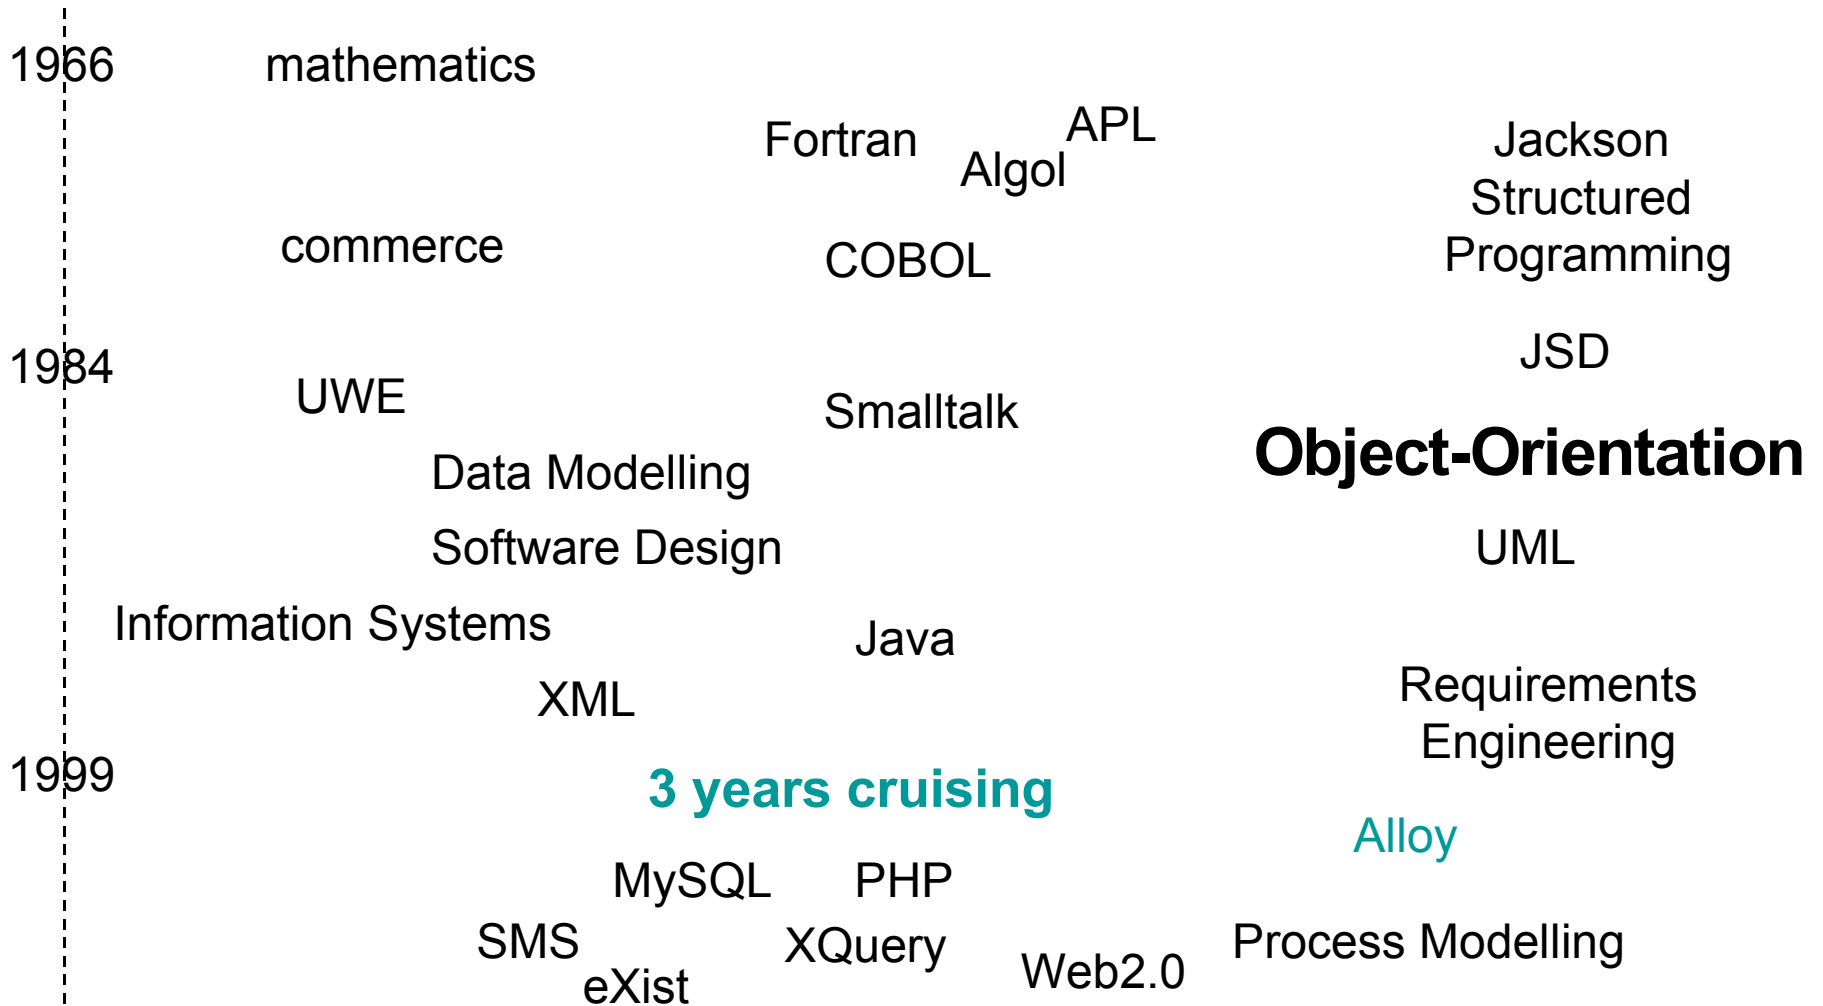 1966
mathematics
APL
Fortran
Algol
Jackson
Structured
Programming
commerce
COBOL
1984
JSD
UWE
Smalltalk
Object-Orientation
Data Modelling
Software Design
UML
Information Systems
Java
XML
Requirements
Engineering
1999
3 years cruising
Alloy
MySQL
PHP
SMS
XQuery
Process Modelling
Web2.0
eXist